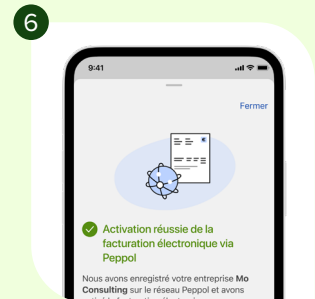 6
9:41
Fermer
Activation réussie de la
facturation électronique via
Peppol
Nous avons enregistré votre entreprise Mo
Consulting sur le réseau Peppol et avons